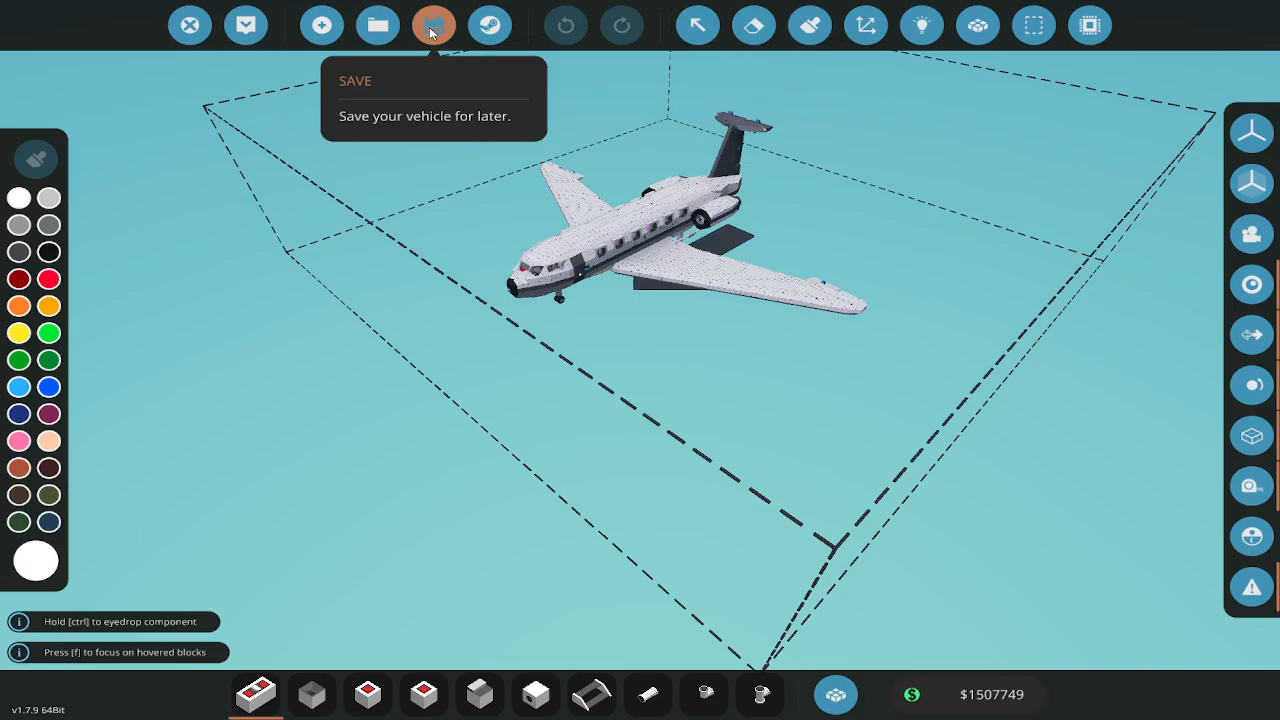 SAVE
Save your vehicle for later.
Hold [ctrl] to eyedrop component
Press [f] to focus on hovered blocks
v1.7.9 64Bit
$ $1507749